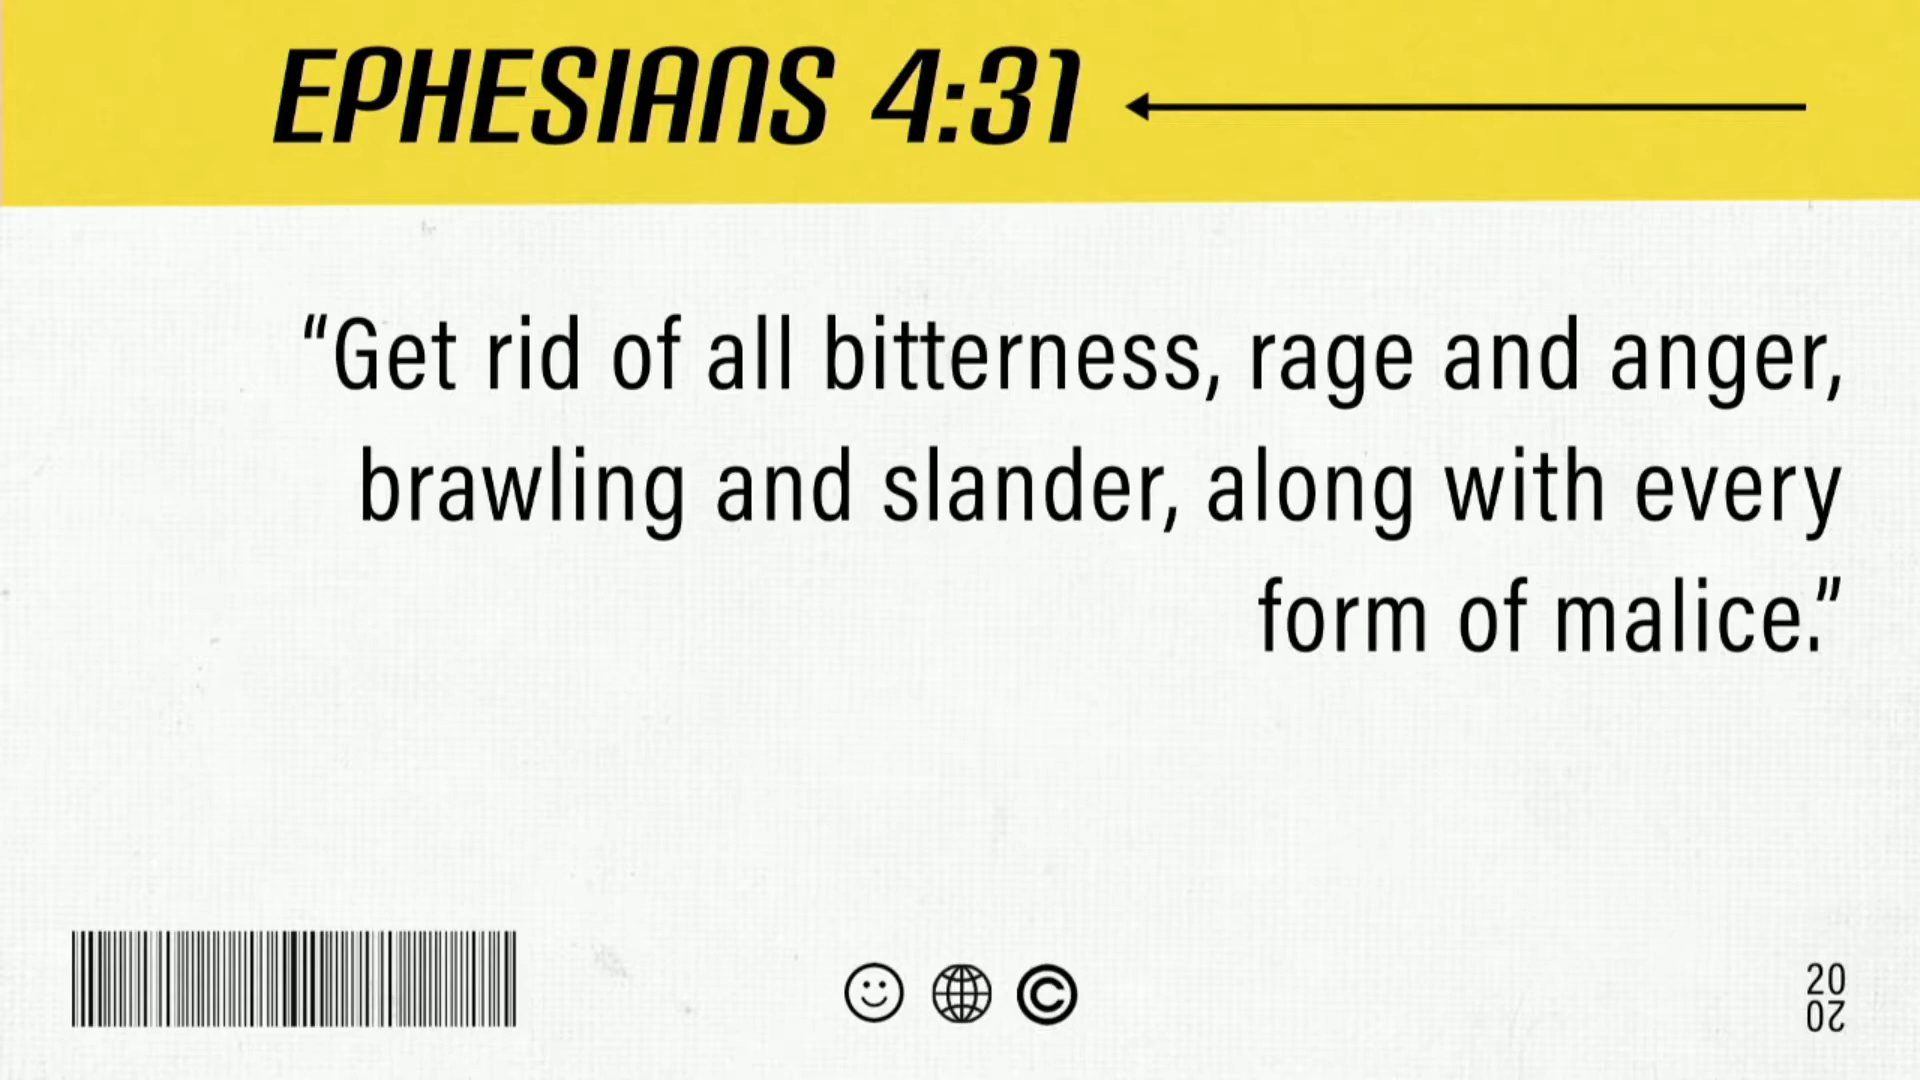 EPHESIANS 4:31
“Get rid of all bitterness, rage and anger,
brawling and slander, along with every
form of malice.”
©
20
20